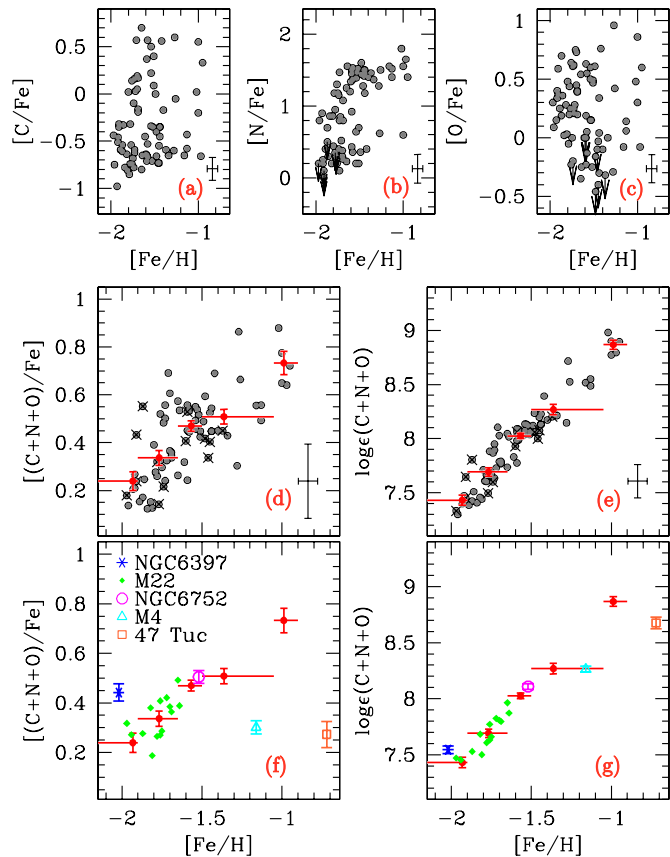 [C/Fe]
0.5
0
−0.5
−1
(a)
−2
−1
[Fe/H]
[N/Fe]
2
1
0
(b)
−2
−1
[Fe/H]
[O/Fe]
1
0.5
0
−0.5
(c)
−2
−1
[Fe/H]
[(C+N+O)/Fe]
1
0.8
0.6
0.4
0.2
(d)
logϵ(C+N+O)
9
8.5
8
7.5
(e)
[(C+N+O)/Fe]
1
0.8
0.6
0.4
0.2
NGC6397
M22
NGC6752
M4
47 Tuc
(f)
−2
−1.5
−1
[Fe/H]
logϵ(C+N+O)
9
8.5
8
7.5
(g)
−2
−1.5
−1
[Fe/H]